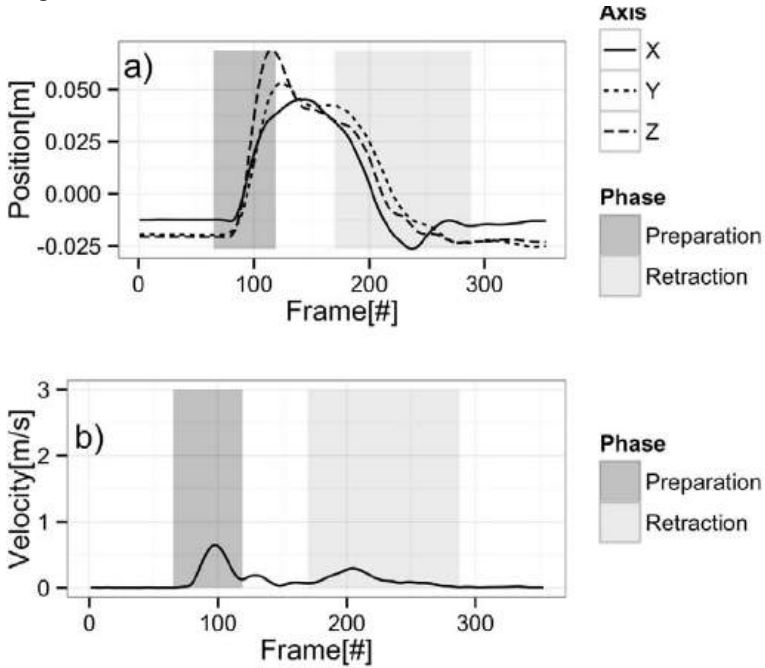 Axis
X
Y
Z
Phase
Preparation
Retraction
a)
Position[m]
0.050
0.025
0.000
-0.025
0
100
200
300
Frame[#]
b)
Velocity[m/s]
3
2
1
0
0
100
200
300
Frame[#]
Phase
Preparation
Retraction